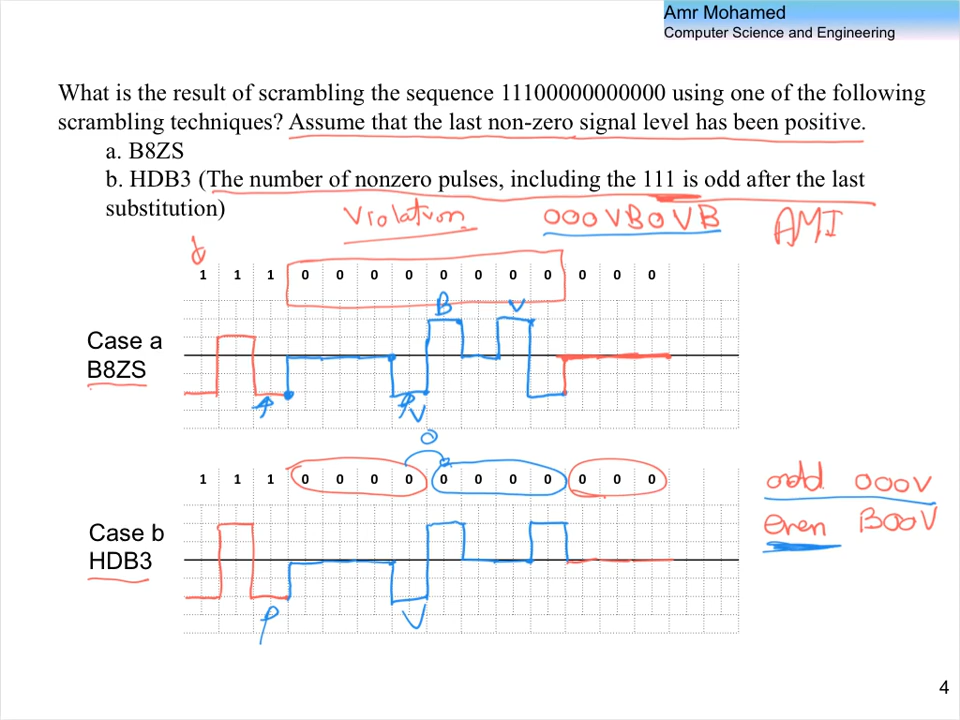 Amr Mohamed
Computer Science and Engineering
What is the result of scrambling the sequence 11100000000000 using one of the following
scrambling techniques? Assume that the last non-zero signal level has been positive.
a. B8ZS
b. HDB3 (The number of nonzero pulses, including the 111 is odd after the last
substitution)
Violation 000VB0VB AMI
1 1 1 0 0 0 0 0 0 0 0 0 0 0
B V
Case a
B8ZS
V
0
1 1 1 0 0 0 0 0 0 0 0 0 0 0
odd 000V
even B00V
Case b
HDB3
P V
4